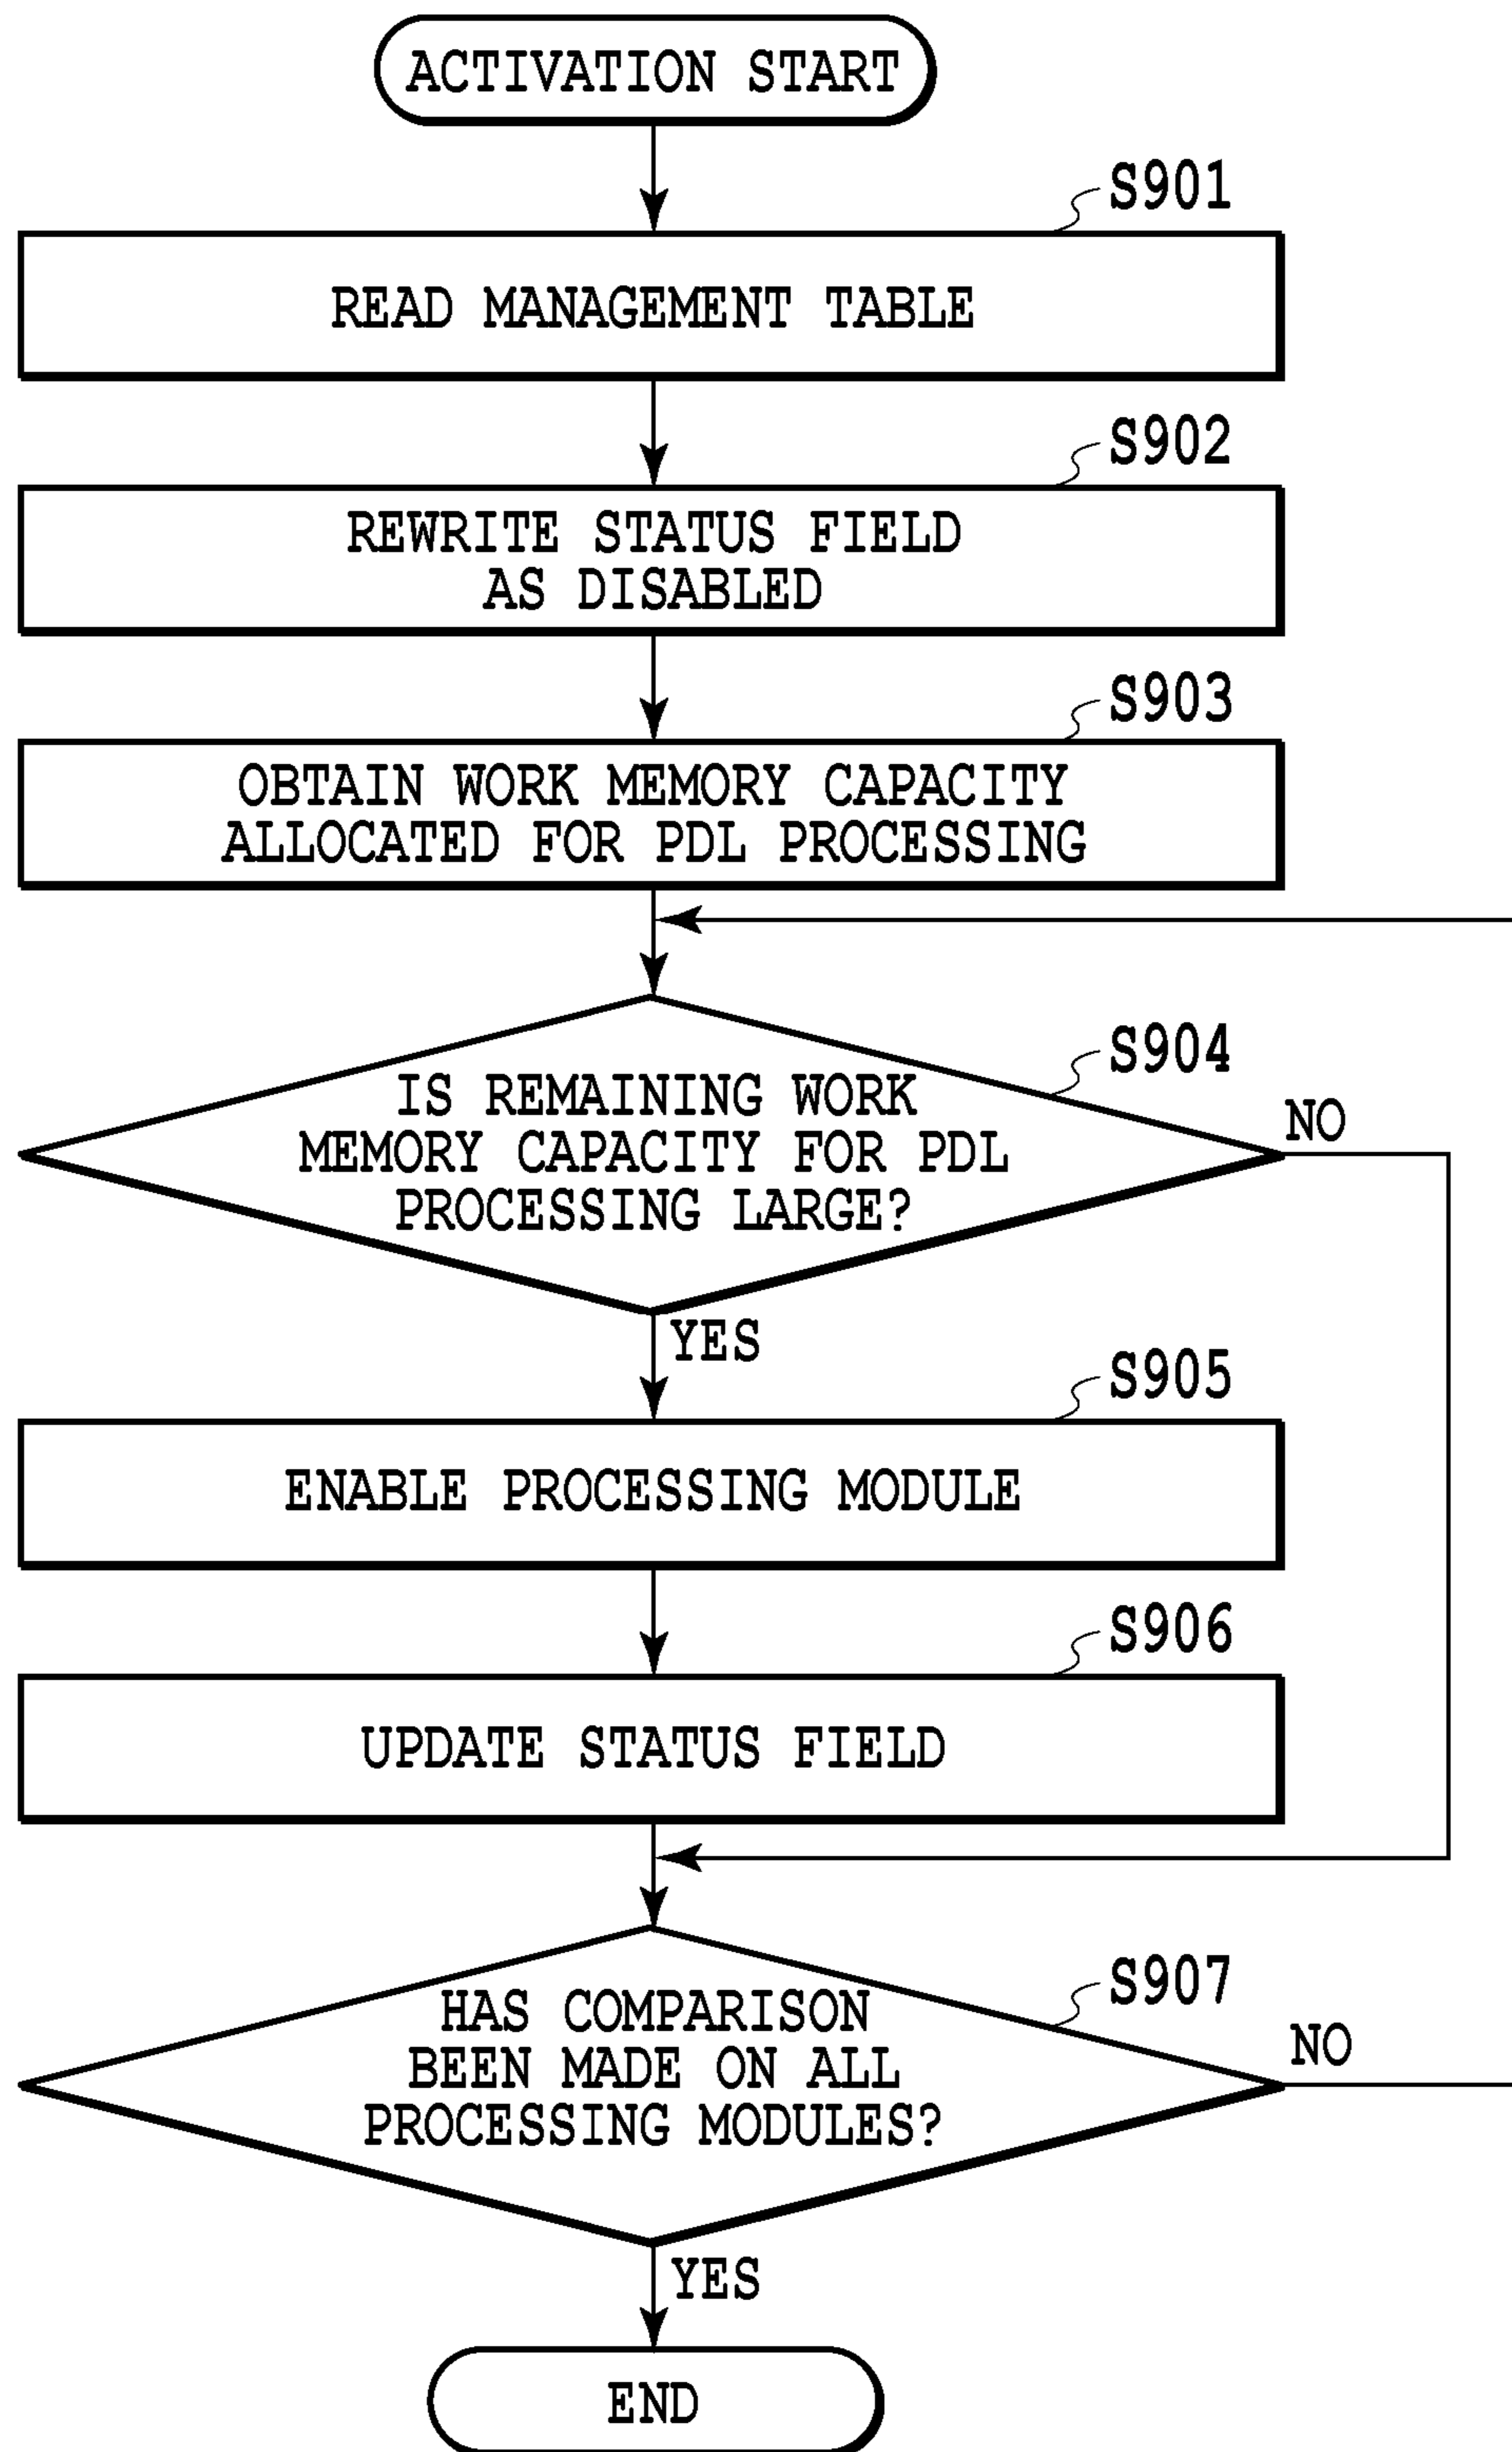 ACTIVATION START
S901
READ MANAGEMENT TABLE
S902
REWRITE STATUS FIELD
AS DISABLED
S903
OBTAIN WORK MEMORY CAPACITY
ALLOCATED FOR PDL PROCESSING
S904
IS REMAINING WORK
MEMORY CAPACITY FOR PDL
PROCESSING LARGE?
NO
YES
S905
ENABLE PROCESSING MODULE
S906
UPDATE STATUS FIELD
S907
HAS COMPARISON
BEEN MADE ON ALL
PROCESSING MODULES?
NO
YES
END